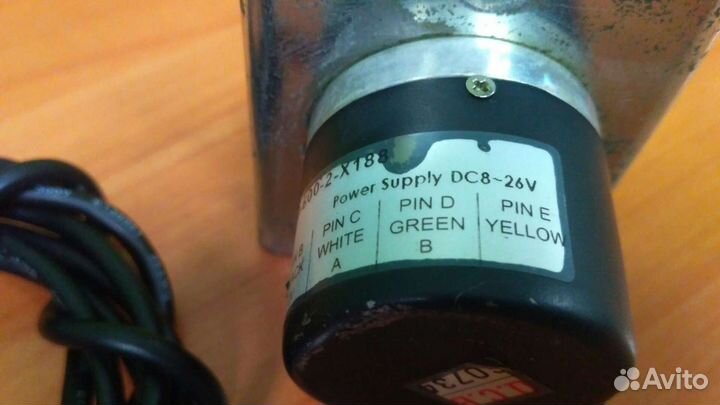 200-2-X188
Power Supply DC8~26V
PIN C PIN D PIN E
WHITE GREEN YELLOW
A B
Avito